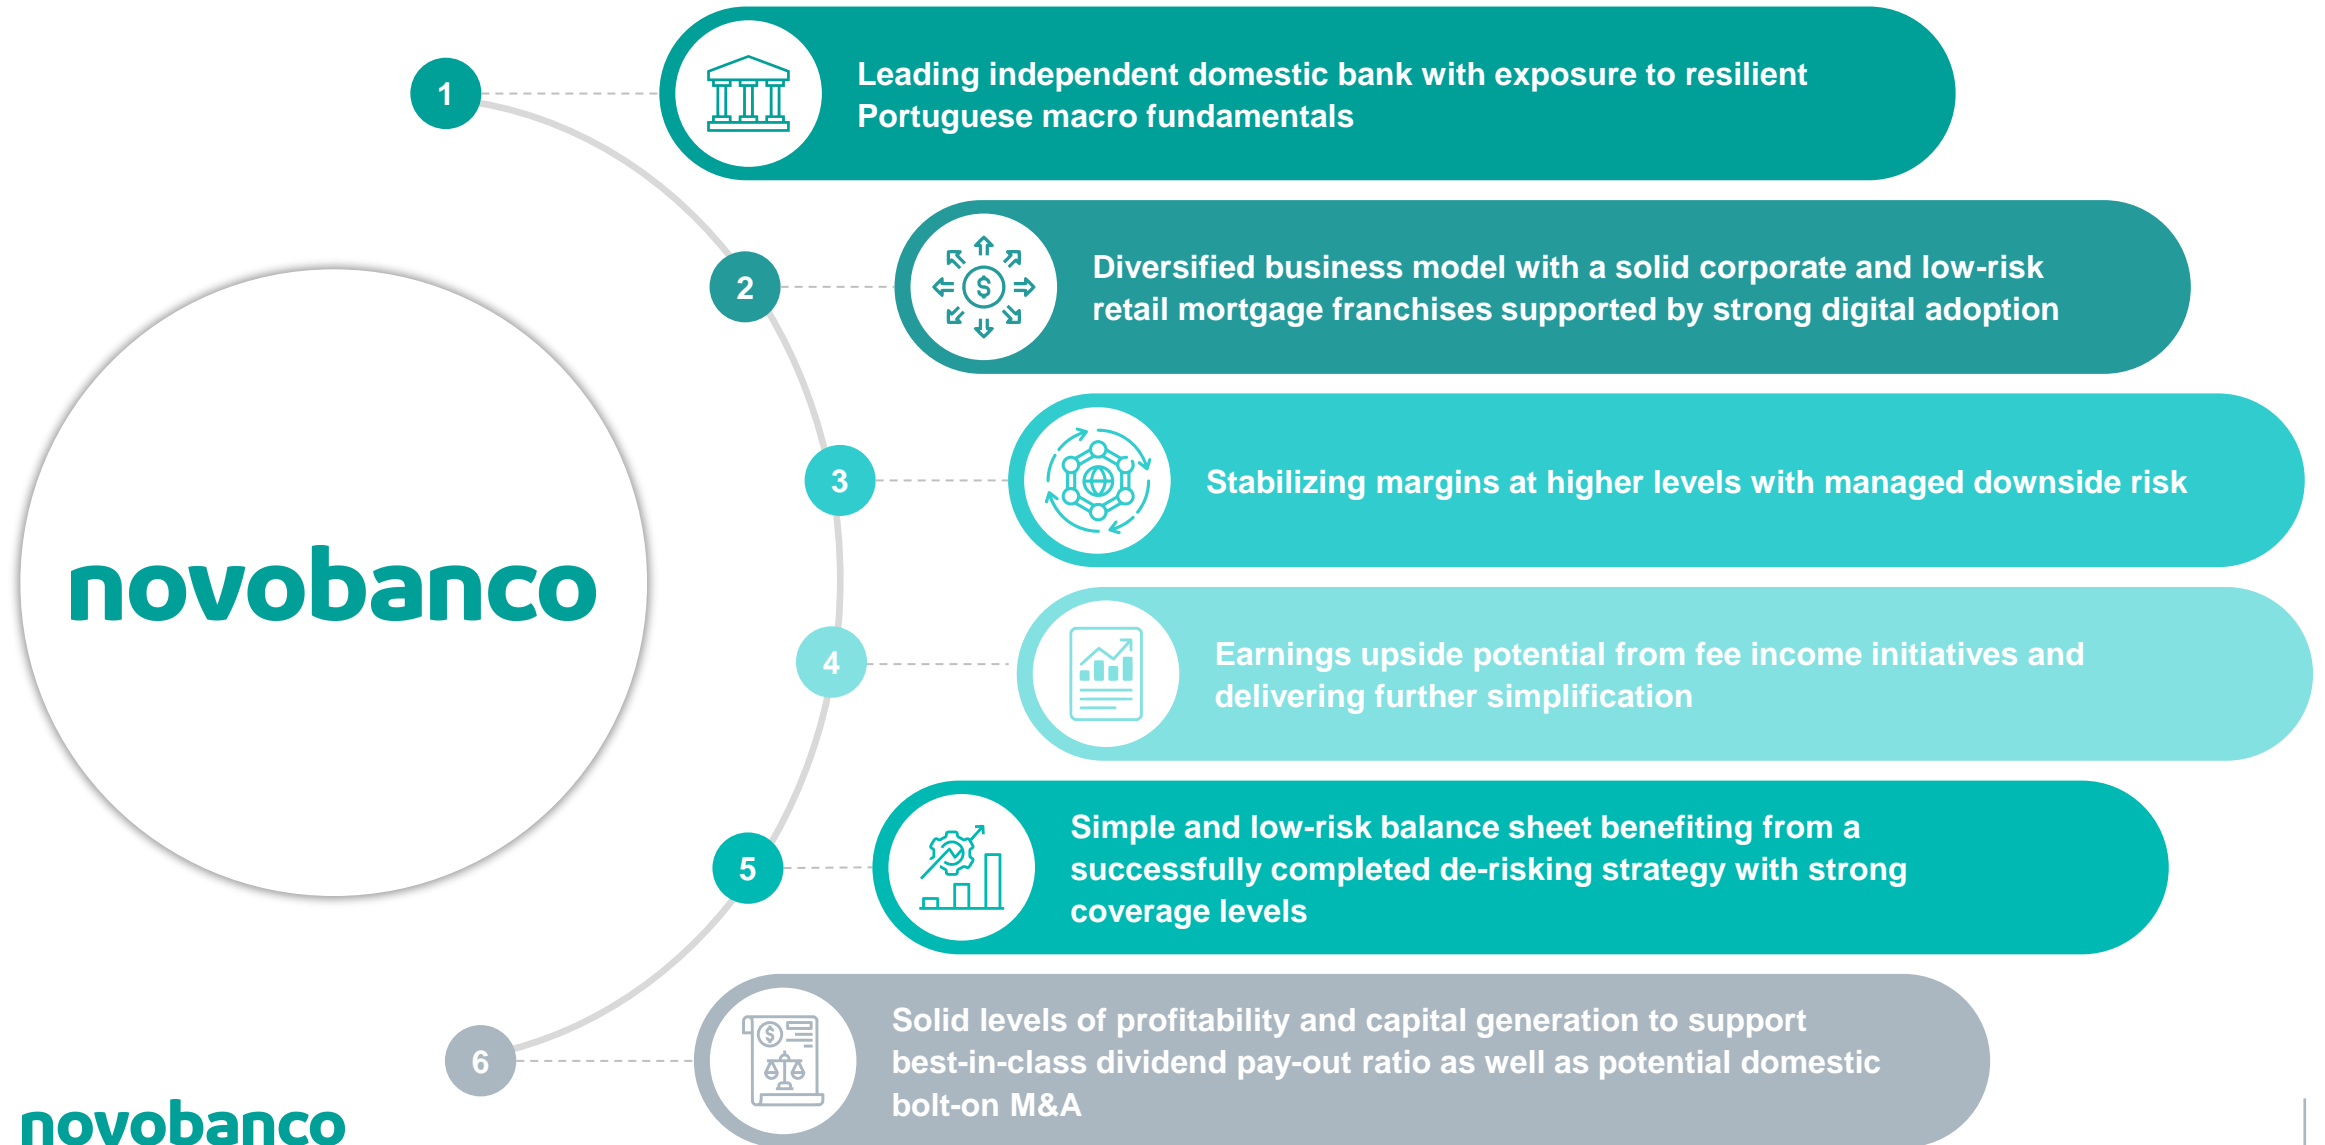 1
Leading independent domestic bank with exposure to resilient
Portuguese macro fundamentals
2
$
Diversified business model with a solid corporate and low-risk
retail mortgage franchises supported by strong digital adoption
3
Stabilizing margins at higher levels with managed downside risk
novobanco
4
Earnings upside potential from fee income initiatives and
delivering further simplification
5
Simple and low-risk balance sheet benefiting from a
successfully completed de-risking strategy with strong
coverage levels
6
$
Solid levels of profitability and capital generation to support
best-in-class dividend pay-out ratio as well as potential domestic
bolt-on M&A
novobanco